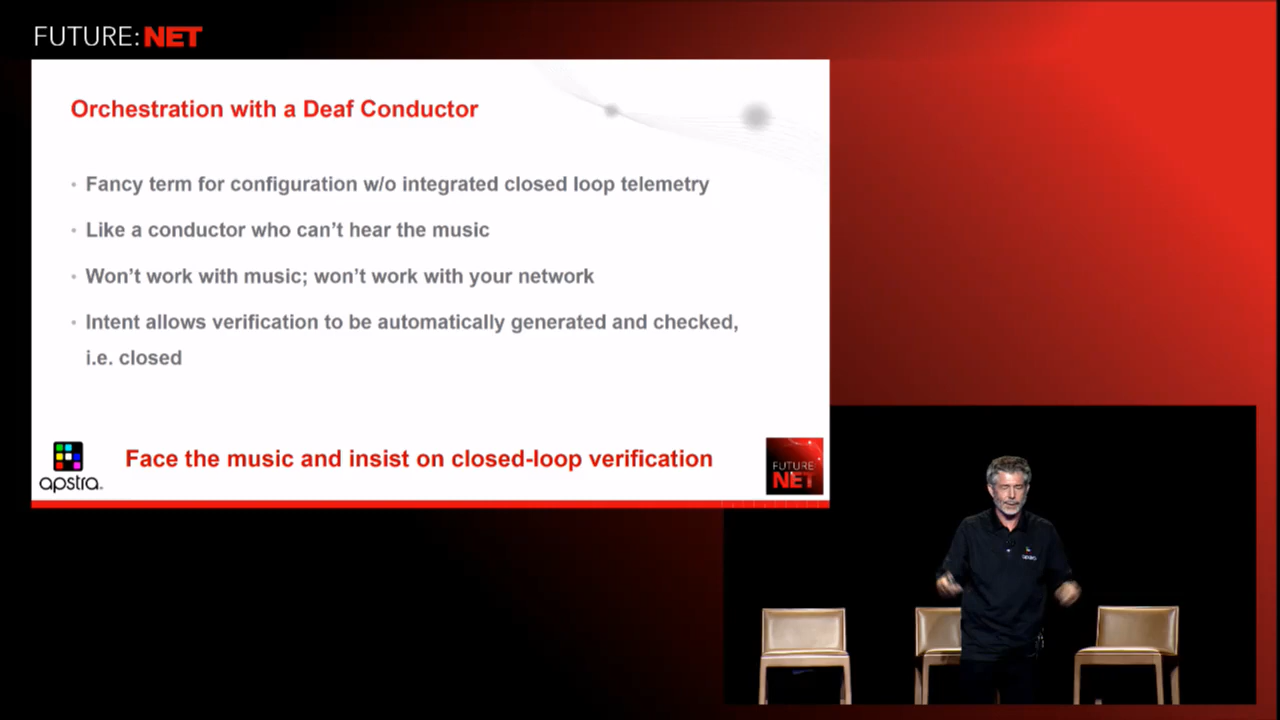 FUTURE:NET
Orchestration with a Deaf Conductor
• Fancy term for configuration w/o integrated closed loop telemetry
• Like a conductor who can't hear the music
• Won't work with music; won't work with your network
• Intent allows verification to be automatically generated and checked,
i.e. closed
apstra.
Face the music and insist on closed-loop verification
FUTURE
NET